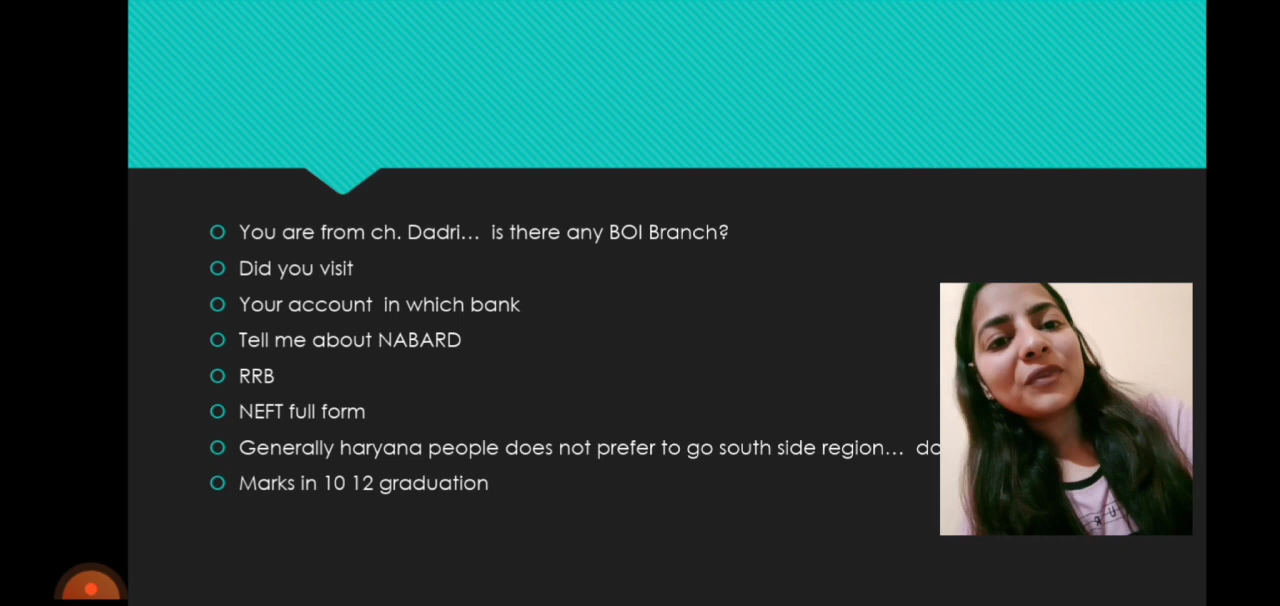 You are from ch. Dadri... is there any BOI Branch?
Did you visit
Your account in which bank
Tell me about NABARD
RRB
NEFT full form
Generally haryana people does not prefer to go south side region...
Marks in 10 12 graduation